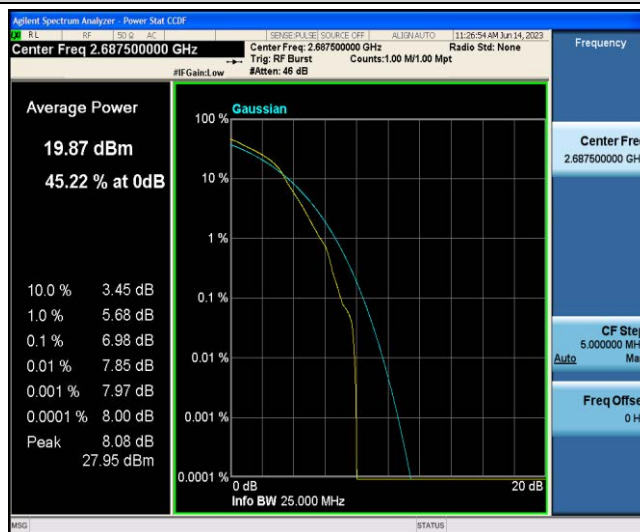 Agilent Spectrum Analyzer - Power Stat CCDF
RL RF 50 Ω AC SENSE:PULSE SOURCE OFF ALIGNAUTO 11:26:54 AM Jun 14, 2023
Center Freq 2.687500000 GHz
Center Freq: 2.687500000 GHz Radio Std: None
Trig: RF Burst Counts:1.00 M/1.00 Mpt
#IFGain:Low #Atten: 46 dB
Frequency
Average Power
19.87 dBm
45.22 % at 0dB
10.0 % 3.45 dB
1.0 % 5.68 dB
0.1 % 6.98 dB
0.01 % 7.85 dB
0.001 % 7.97 dB
0.0001 % 8.00 dB
Peak 8.08 dB
27.95 dBm
Gaussian
100 %
10 %
1 %
0.1 %
0.01 %
0.001 %
0.0001 %
0 dB 20 dB
Info BW 25.000 MHz
Center Fre
2.687500000 GH
CF Ste
5.000000 MH
Auto Ma
Freq Offse
0 H
MSG STATUS